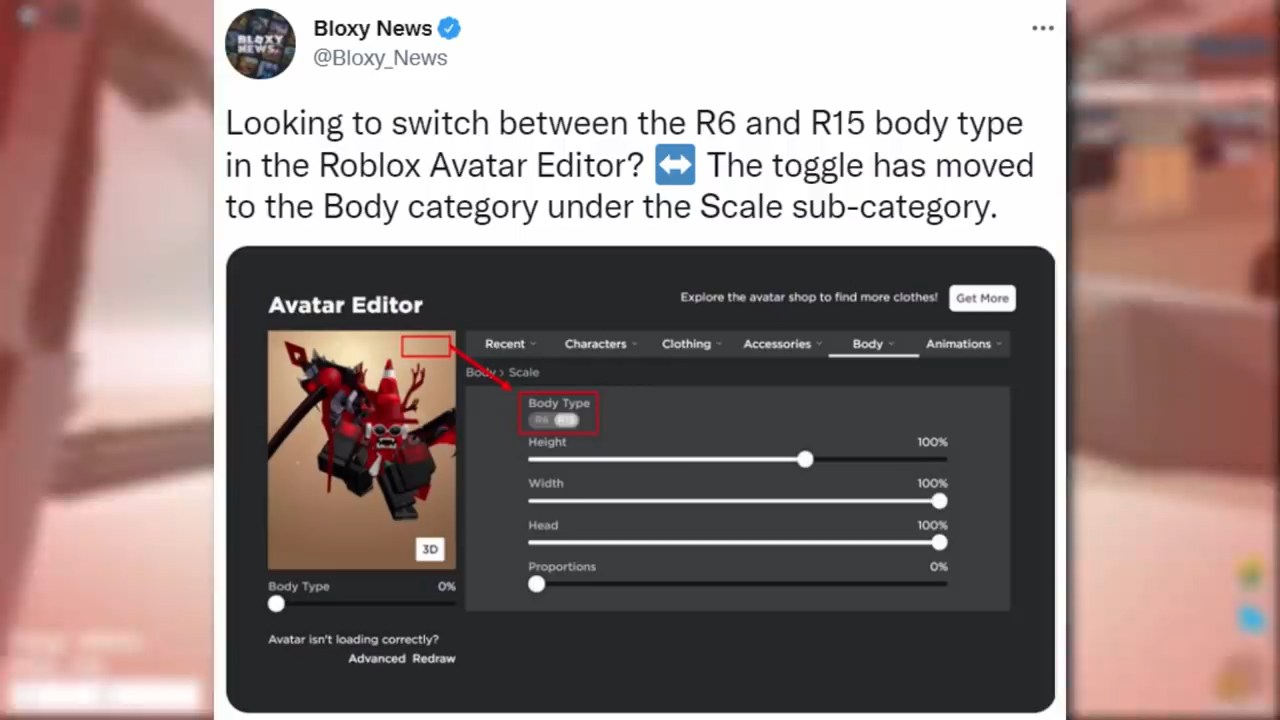 BLOXY
NEWS
Bloxy News
@Bloxy_News
Looking to switch between the R6 and R15 body type
in the Roblox Avatar Editor? ↔️ The toggle has moved
to the Body category under the Scale sub-category.
Avatar Editor
Explore the avatar shop to find more clothes!
Get More
Recent Characters Clothing Accessories Body Animations
Body › Scale
Body Type
R6 R15
Height 100%
Width 100%
Head 100%
Proportions 0%
3D
Body Type 0%
Avatar isn't loading correctly?
Advanced Redraw